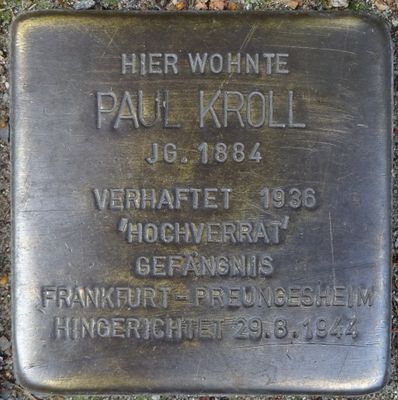 HIER WOHNTE
PAUL KROLL
JG. 1884
VERHAFTET 1936
'HOCHVERRAT'
GEFÄNGNIS
FRANKFURT-PREUNGESHEIM
HINGERICHTET 29.8.1944